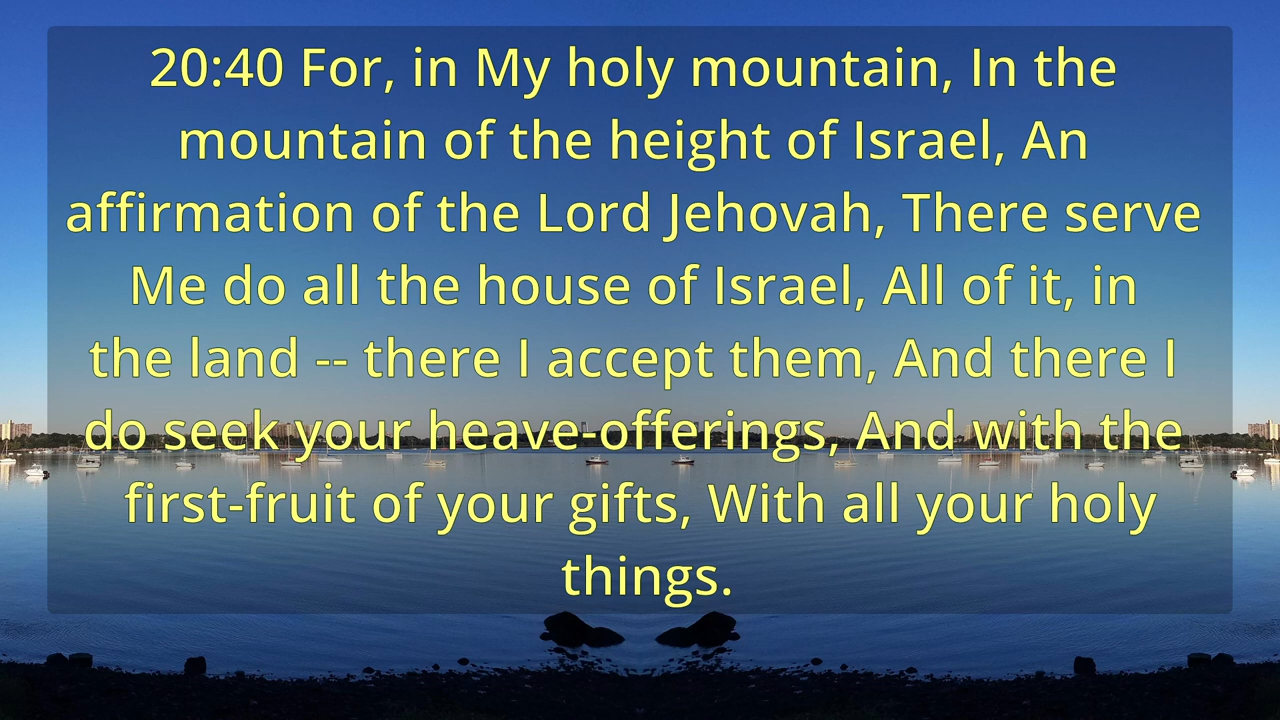 20:40 For, in My holy mountain, In the
mountain of the height of Israel, An
affirmation of the Lord Jehovah, There serve
Me do all the house of Israel, All of it, in
the land -- there I accept them, And there I
do seek your heave-offerings, And with the
first-fruit of your gifts, With all your holy
things.